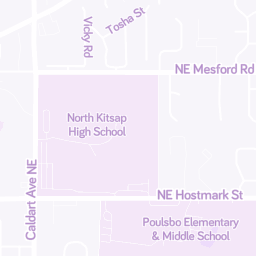 Vicky Rd
Tosha St
NE Mesford Rd
North Kitsap
High School
Caldart Ave NE
NE Hostmark St
Poulsbo Elementary
& Middle School